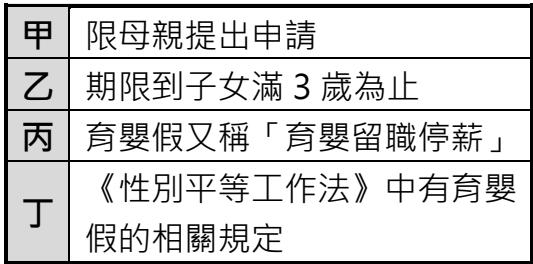 甲 限母親提出申請
乙 期限到子女滿 3 歲為止
丙 育嬰假又稱「育嬰留職停薪」
丁 《性別平等工作法》中有育嬰
假的相關規定